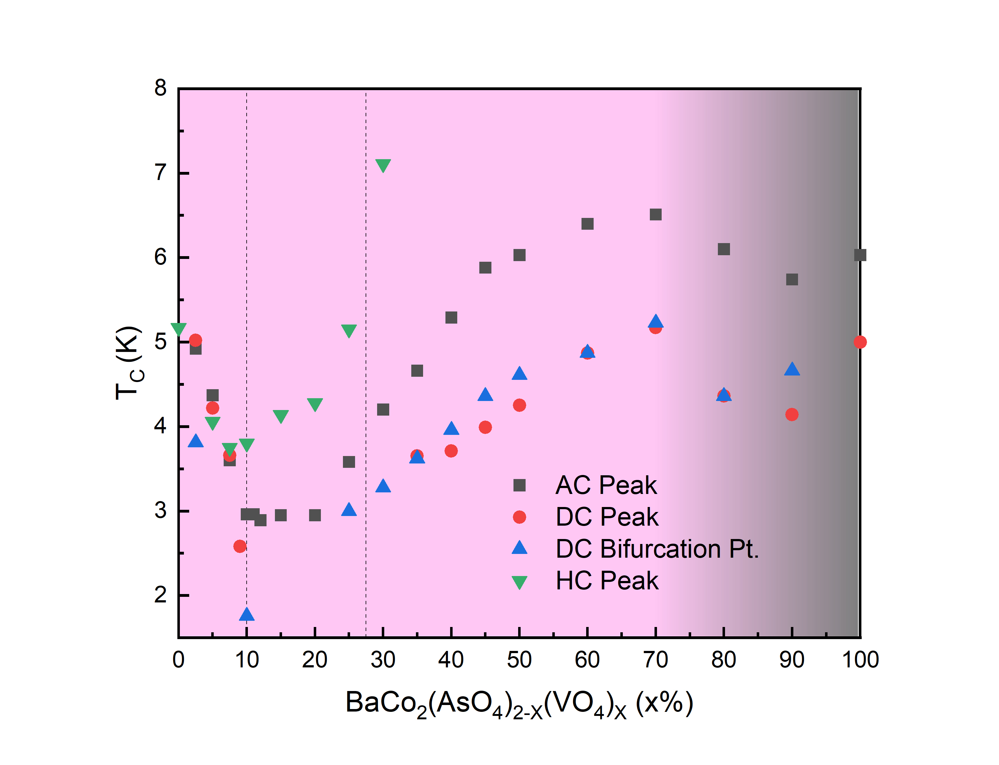 8
7
6
5
4
3
2
T_C (K)
AC Peak
DC Peak
DC Bifurcation Pt.
HC Peak
0 10 20 30 40 50 60 70 80 90 100
BaCo₂(AsO₄)₂₋ₓ(VO₄)ₓ (x%)